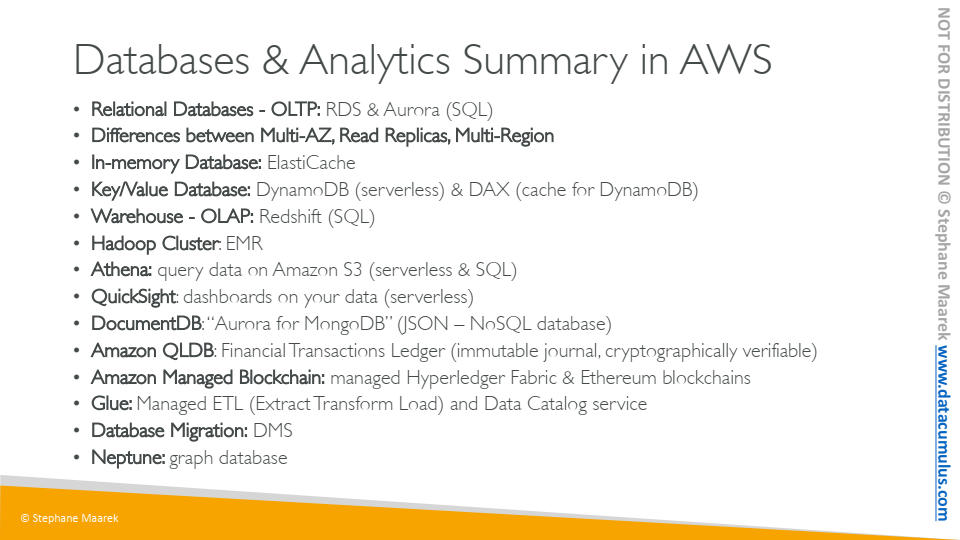 Databases & Analytics Summary in AWS
• Relational Databases - OLTP: RDS & Aurora (SQL)
• Differences between Multi-AZ, Read Replicas, Multi-Region
• In-memory Database: ElastiCache
• Key/Value Database: DynamoDB (serverless) & DAX (cache for DynamoDB)
• Warehouse - OLAP: Redshift (SQL)
• Hadoop Cluster: EMR
• Athena: query data on Amazon S3 (serverless & SQL)
• QuickSight: dashboards on your data (serverless)
• DocumentDB: “Aurora for MongoDB” (JSON – NoSQL database)
• Amazon QLDB: Financial Transactions Ledger (immutable journal, cryptographically verifiable)
• Amazon Managed Blockchain: managed Hyperledger Fabric & Ethereum blockchains
• Glue: Managed ETL (Extract Transform Load) and Data Catalog service
• Database Migration: DMS
• Neptune: graph database
© Stephane Maarek
NOT FOR DISTRIBUTION © Stephane Maarek www.datacumulus.com